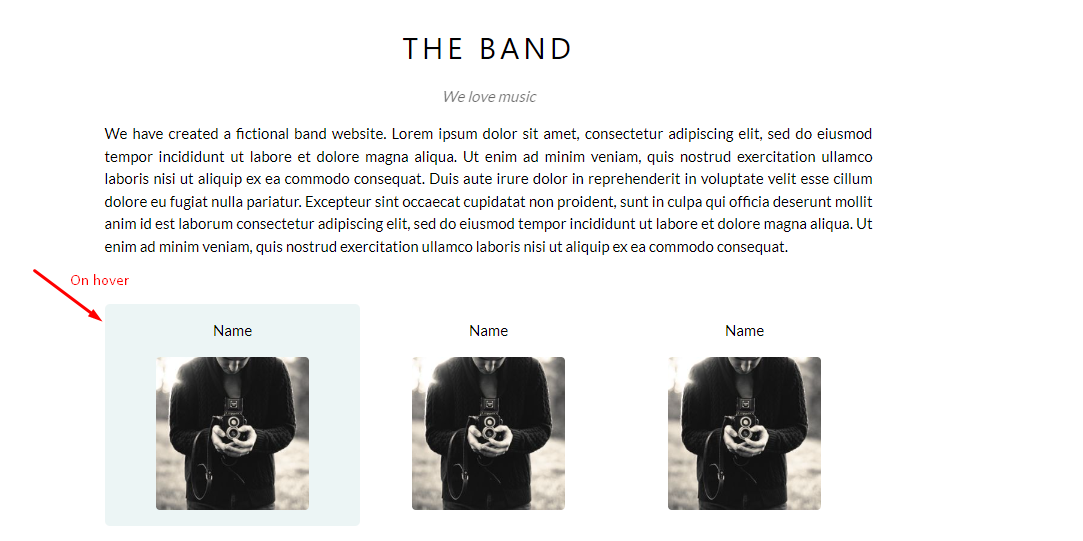 THE BAND
We love music
We have created a fictional band website. Lorem ipsum dolor sit amet, consectetur adipiscing elit, sed do eiusmod
tempor incididunt ut labore et dolore magna aliqua. Ut enim ad minim veniam, quis nostrud exercitation ullamco
laboris nisi ut aliquip ex ea commodo consequat. Duis aute irure dolor in reprehenderit in voluptate velit esse cillum
dolore eu fugiat nulla pariatur. Excepteur sint occaecat cupidatat non proident, sunt in culpa qui officia deserunt mollit
anim id est laborum consectetur adipiscing elit, sed do eiusmod tempor incididunt ut labore et dolore magna aliqua. Ut
enim ad minim veniam, quis nostrud exercitation ullamco laboris nisi ut aliquip ex ea commodo consequat.
On hover
Name
Name
Name